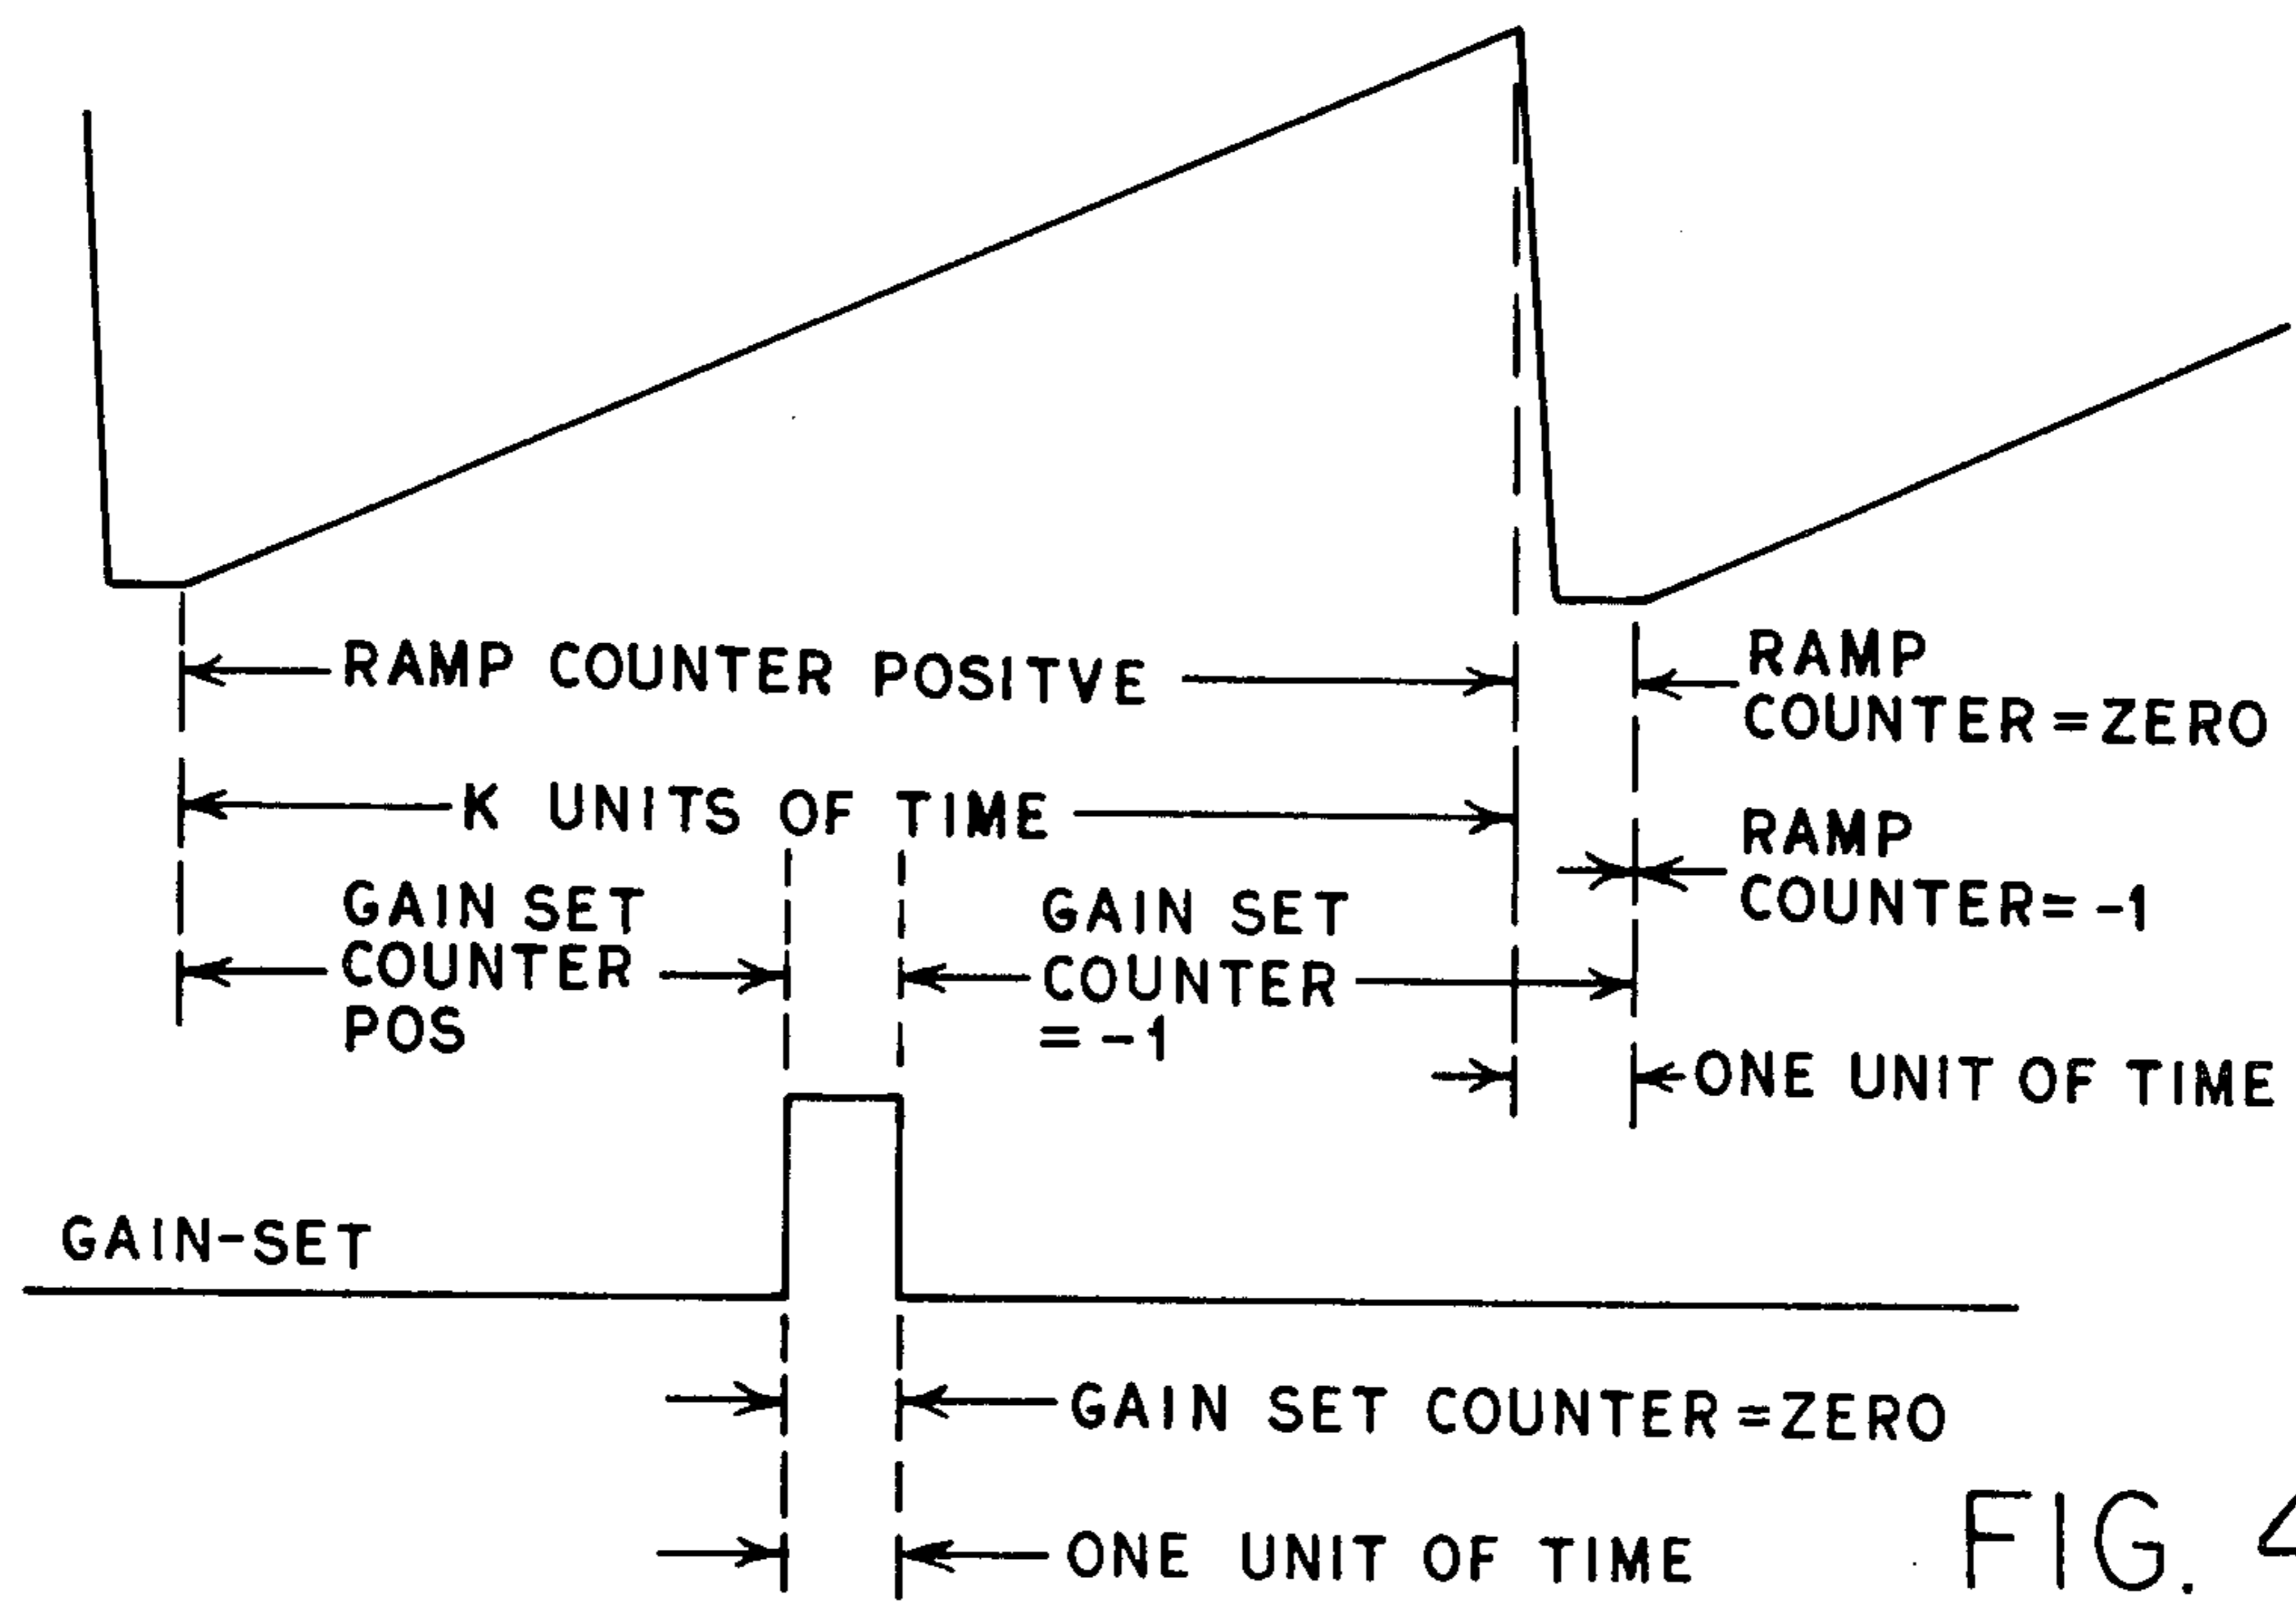 RAMP COUNTER POSITVE
RAMP
COUNTER=ZERO
K UNITS OF TIME
RAMP
COUNTER= -1
GAIN SET
COUNTER
POS
GAIN SET
COUNTER
= -1
ONE UNIT OF TIME
GAIN-SET
GAIN SET COUNTER=ZERO
ONE UNIT OF TIME
FIG. 4